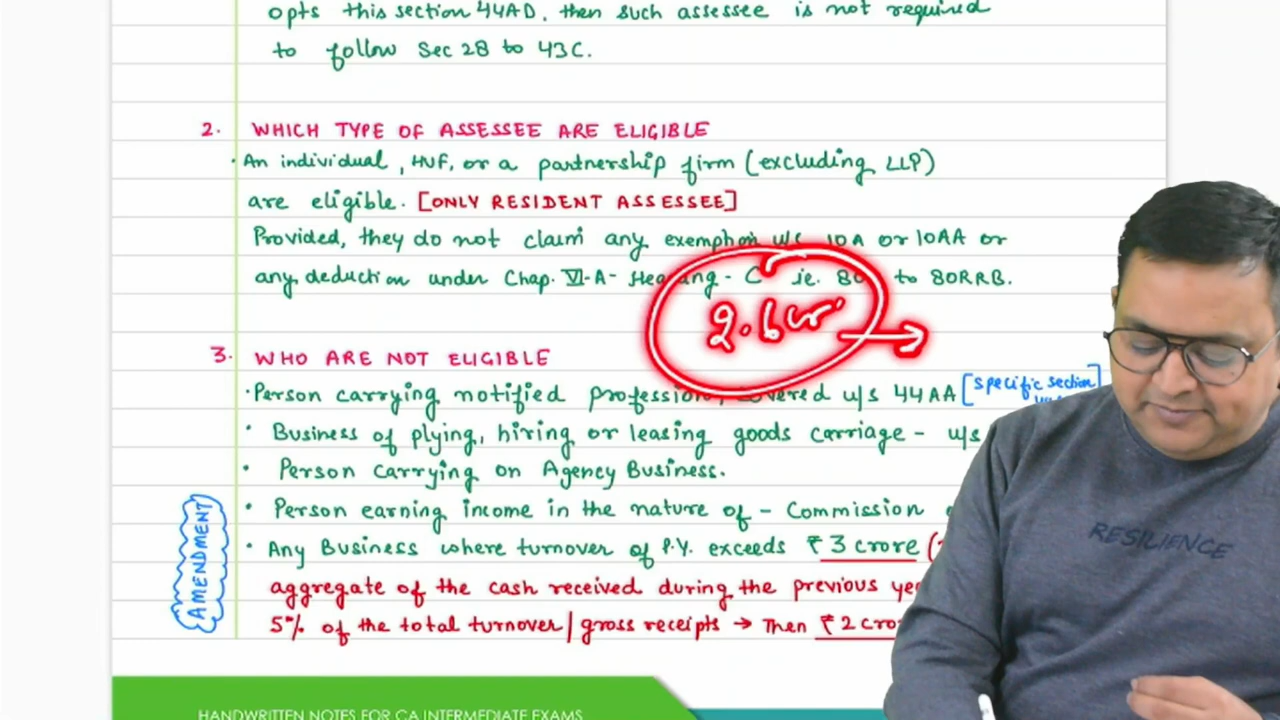 opts this section 44AD, then such assessee is not required
to follow Sec 28 to 43C.
2. WHICH TYPE OF ASSESSEE ARE ELIGIBLE
· An individual, HUF, or a partnership firm (excluding LLP)
are eligible. [ONLY RESIDENT ASSESSEE]
Provided, they do not claim any exemption u/s 10A or 10AA or
any deduction under Chap. VI-A- Heading - C ie. 80 to 80RRB.
2.6 cr
3. WHO ARE NOT ELIGIBLE
· Person carrying notified profession, covered u/s 44AA [specific section
· Business of plying, hiring or leasing goods carriage - u/s
· Person carrying on Agency Business.
· Person earning income in the nature of - Commission
· Any Business where turnover of P.Y. exceeds ₹ 3 crore
aggregate of the cash received during the previous
5% of the total turnover / gross receipts → Then ₹ 2
AMENDMENT
RESILIENCE
HANDWRITTEN NOTES FOR CA INTERMEDIATE EXAMS